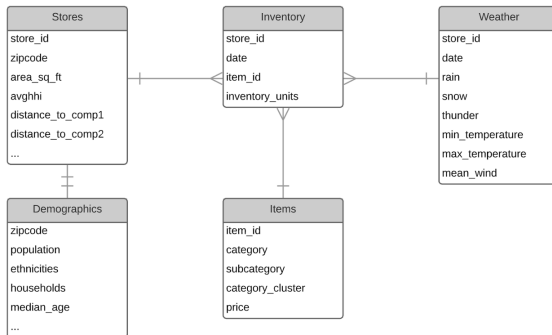 Stores
store_id
zipcode
area_sq_ft
avghhi
distance_to_comp1
distance_to_comp2
...
Inventory
store_id
date
item_id
inventory_units
Weather
store_id
date
rain
snow
thunder
min_temperature
max_temperature
mean_wind
Demographics
zipcode
population
ethnicities
households
median_age
...
Items
item_id
category
subcategory
category_cluster
price